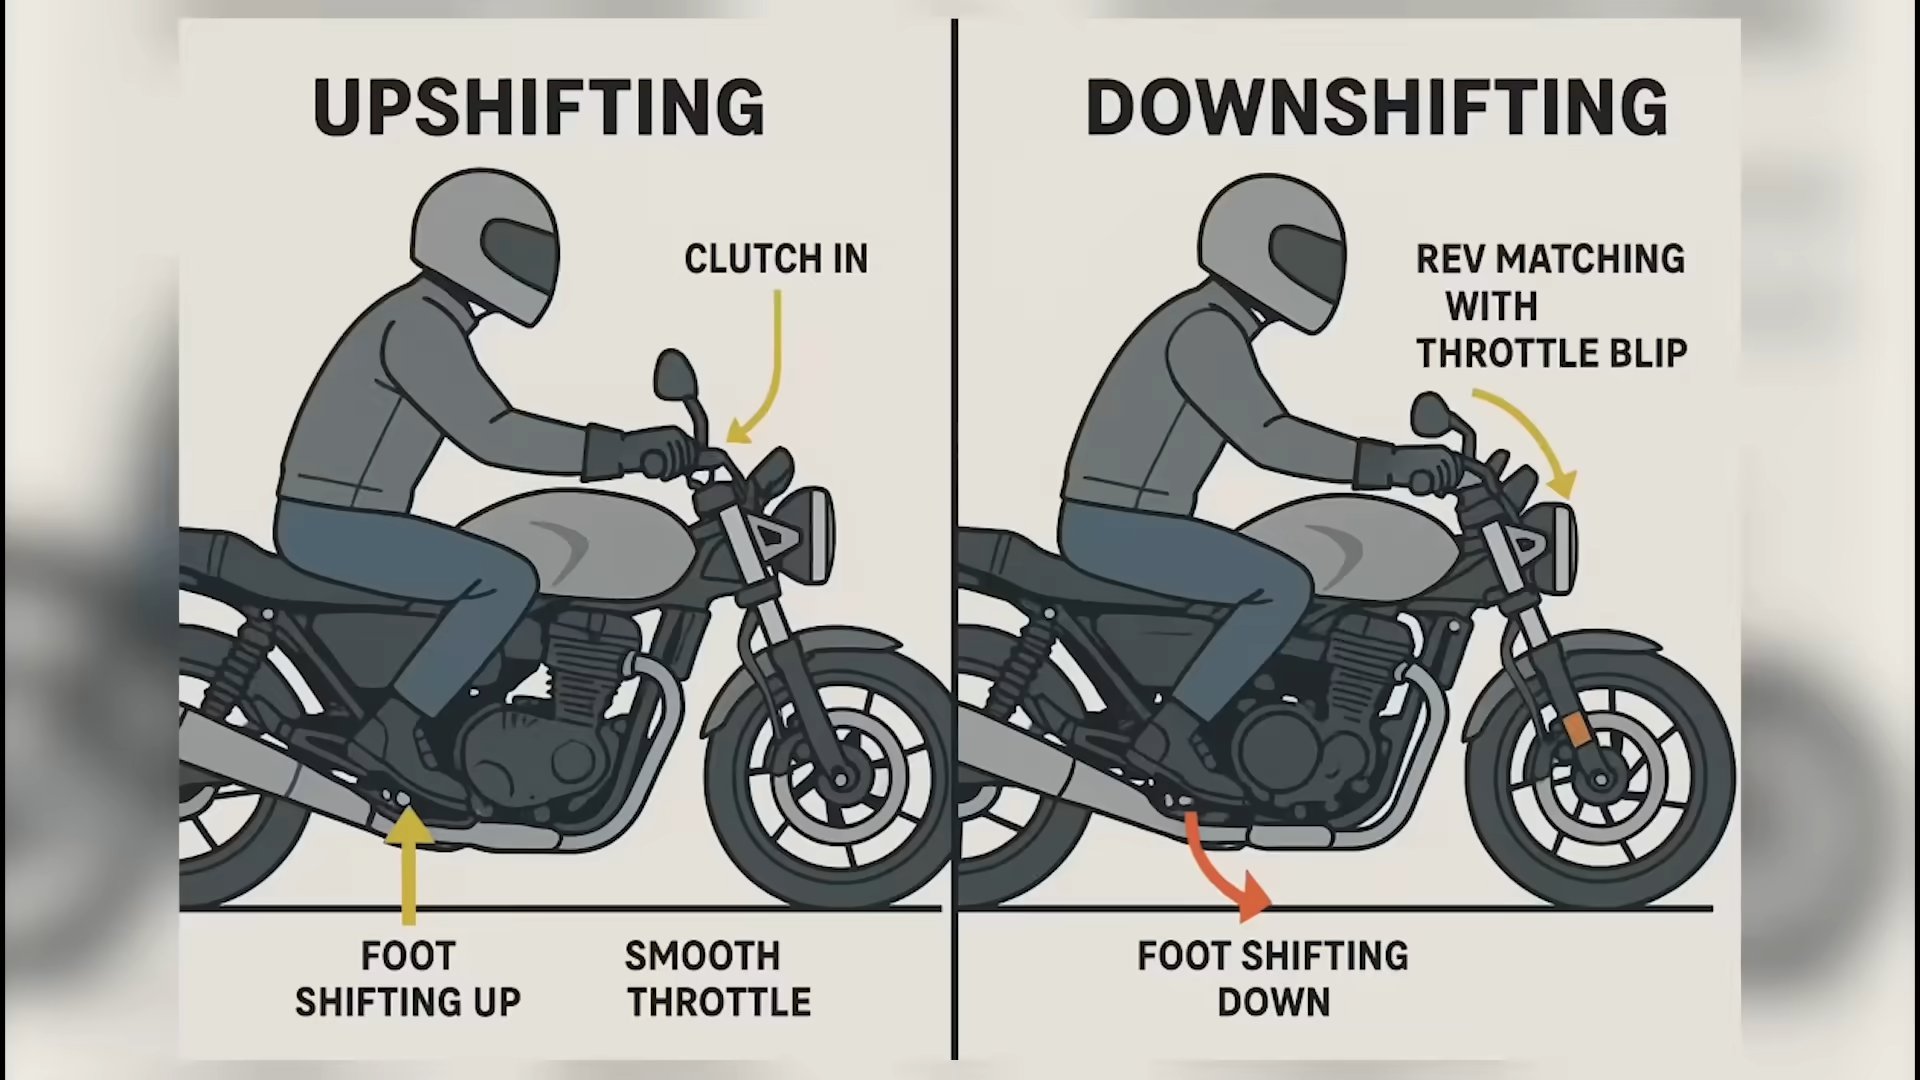 UPSHIFTING
CLUTCH IN
FOOT
SHIFTING UP
SMOOTH
THROTTLE
DOWNSHIFTING
REV MATCHING
WITH
THROTTLE BLIP
FOOT SHIFTING
DOWN